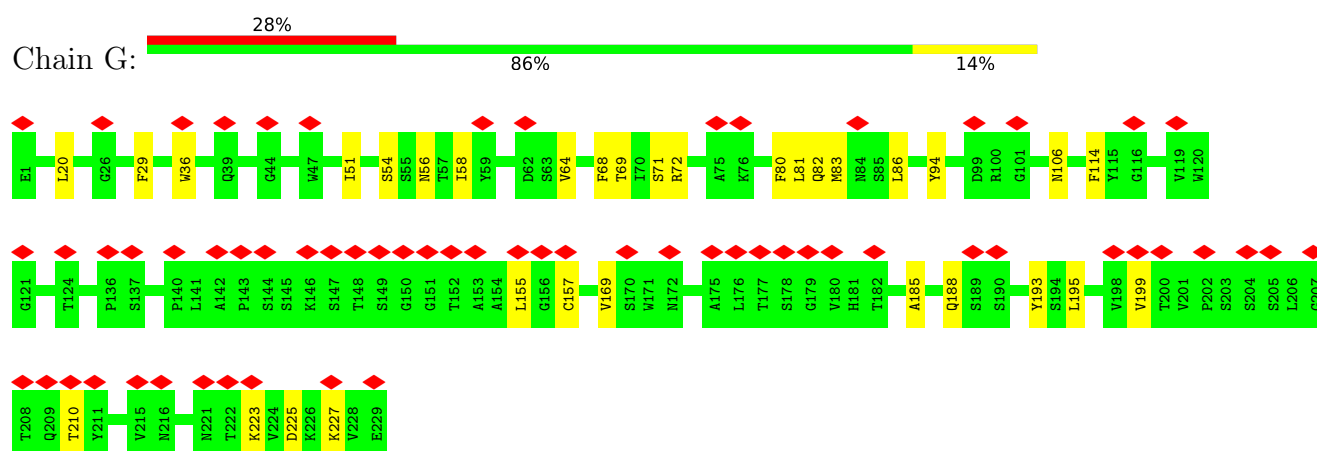 28%
Chain G:
86% 14%
E1 L20 G26 F29 W36 Q39 G44 W47 I51 S54 S55 N56 T57 I58 Y59 D62 S63 V64 F68 T69 I70 S71 R72 A75 K76 F80 L81 Q82 M83 N84 S85 L86 Y94 D99 R100 G101 N106 F114 Y115 G116 V119 W120
G121 T124 P136 S137 P140 L141 A142 P143 S144 S145 K146 S147 T148 S149 G150 G151 T152 A153 A154 L155 G156 C157 V169 S170 W171 N172 A175 L176 T177 S178 G179 V180 H181 T182 A185 Q188 S189 S190 Y193 S194 L195 V198 V199 T200 V201 P202 S203 S204 S205 L206 G207
T208 Q209 T210 Y211 V215 N216 N221 T222 K223 V224 D225 K226 K227 V228 E229